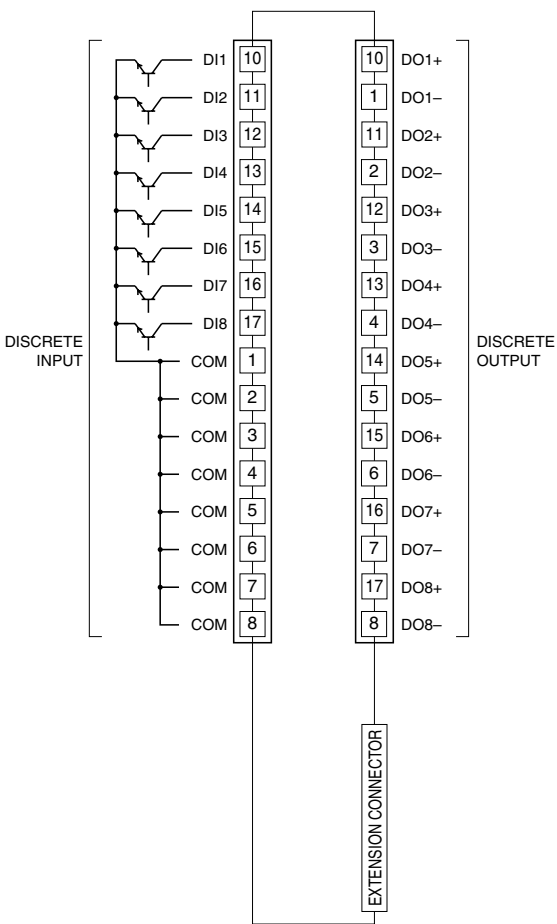 DI1 10 10 DO1+
DI2 11 1 DO1–
DI3 12 11 DO2+
DI4 13 2 DO2–
DI5 14 12 DO3+
DI6 15 3 DO3–
DI7 16 13 DO4+
DI8 17 4 DO4–
DISCRETE
INPUT
COM 1 14 DO5+
COM 2 5 DO5–
COM 3 15 DO6+
COM 4 6 DO6–
COM 5 16 DO7+
COM 6 7 DO7–
COM 7 17 DO8+
COM 8 8 DO8–
DISCRETE
OUTPUT
EXTENSION CONNECTOR